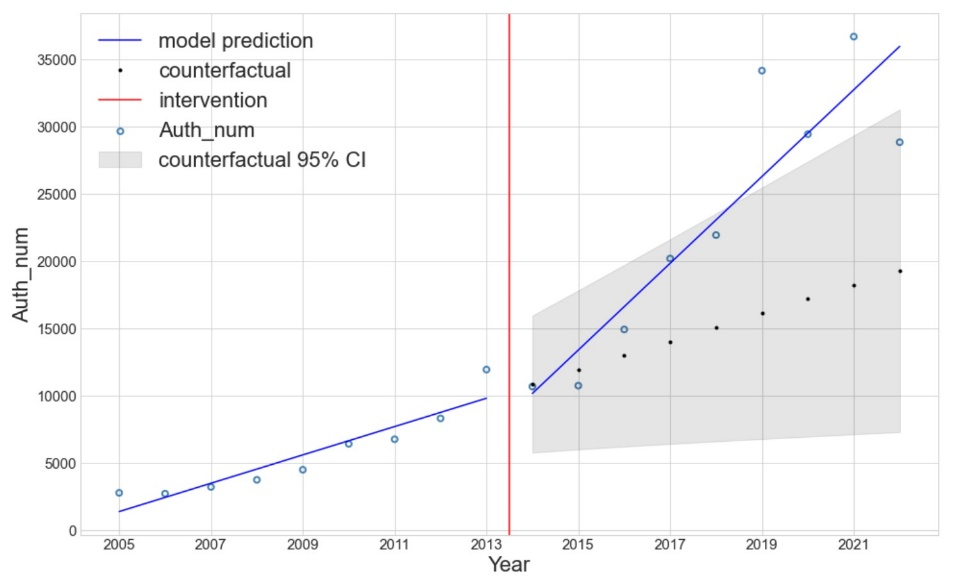 model prediction
counterfactual
intervention
Auth_num
counterfactual 95% CI
35000
30000
25000
20000
15000
10000
5000
0
Auth_num
2005 2007 2009 2011 2013 2015 2017 2019 2021
Year